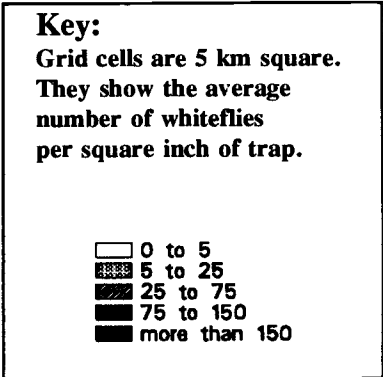 Key:
Grid cells are 5 km square.
They show the average
number of whiteflies
per square inch of trap.
0 to 5
5 to 25
25 to 75
75 to 150
more than 150